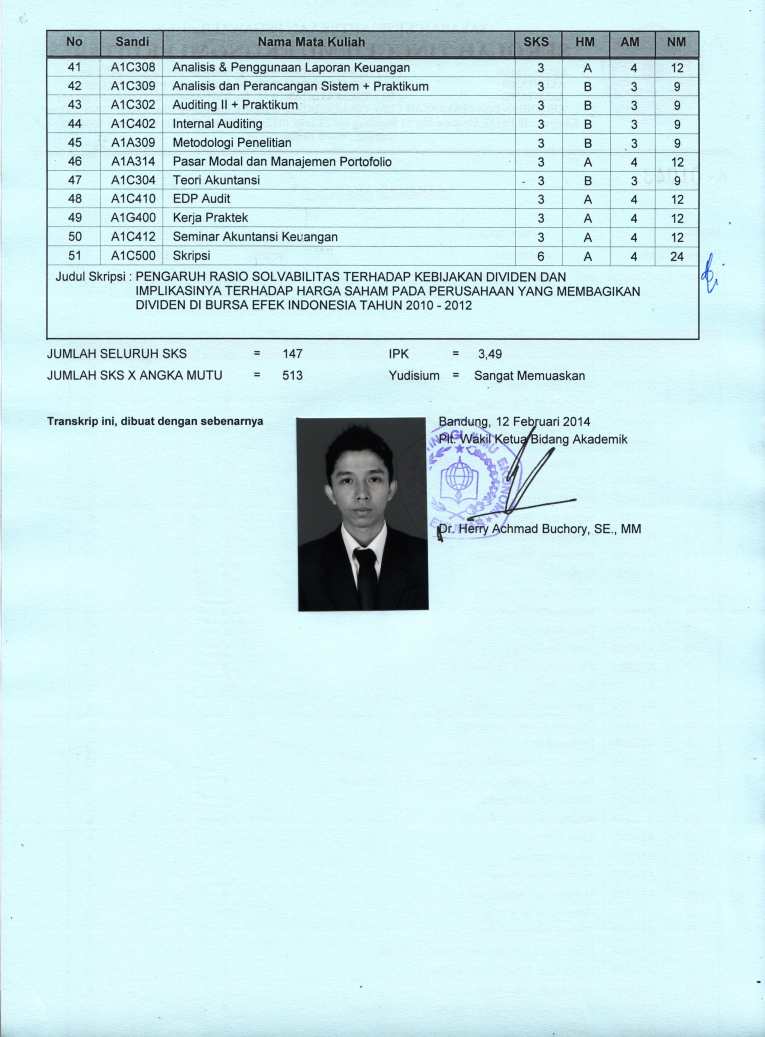 No Sandi Nama Mata Kuliah SKS HM AM NM
41 A1C308 Analisis & Penggunaan Laporan Keuangan 3 A 4 12
42 A1C309 Analisis dan Perancangan Sistem + Praktikum 3 B 3 9
43 A1C302 Auditing II + Praktikum 3 B 3 9
44 A1C402 Internal Auditing 3 B 3 9
45 A1A309 Metodologi Penelitian 3 B 3 9
46 A1A314 Pasar Modal dan Manajemen Portofolio 3 A 4 12
47 A1C304 Teori Akuntansi 3 B 3 9
48 A1C410 EDP Audit 3 A 4 12
49 A1G400 Kerja Praktek 3 A 4 12
50 A1C412 Seminar Akuntansi Keuangan 3 A 4 12
51 A1C500 Skripsi 6 A 4 24
Judul Skripsi : PENGARUH RASIO SOLVABILITAS TERHADAP KEBIJAKAN DIVIDEN DAN
IMPLIKASINYA TERHADAP HARGA SAHAM PADA PERUSAHAAN YANG MEMBAGIKAN
DIVIDEN DI BURSA EFEK INDONESIA TAHUN 2010 - 2012
JUMLAH SELURUH SKS = 147 IPK = 3,49
JUMLAH SKS X ANGKA MUTU = 513 Yudisium = Sangat Memuaskan
Transkrip ini, dibuat dengan sebenarnya
Bandung, 12 Februari 2014
Plt. Wakil Ketua Bidang Akademik
TINGGI ILMU EKONOMI
Dr. Herry Achmad Buchory, SE., MM